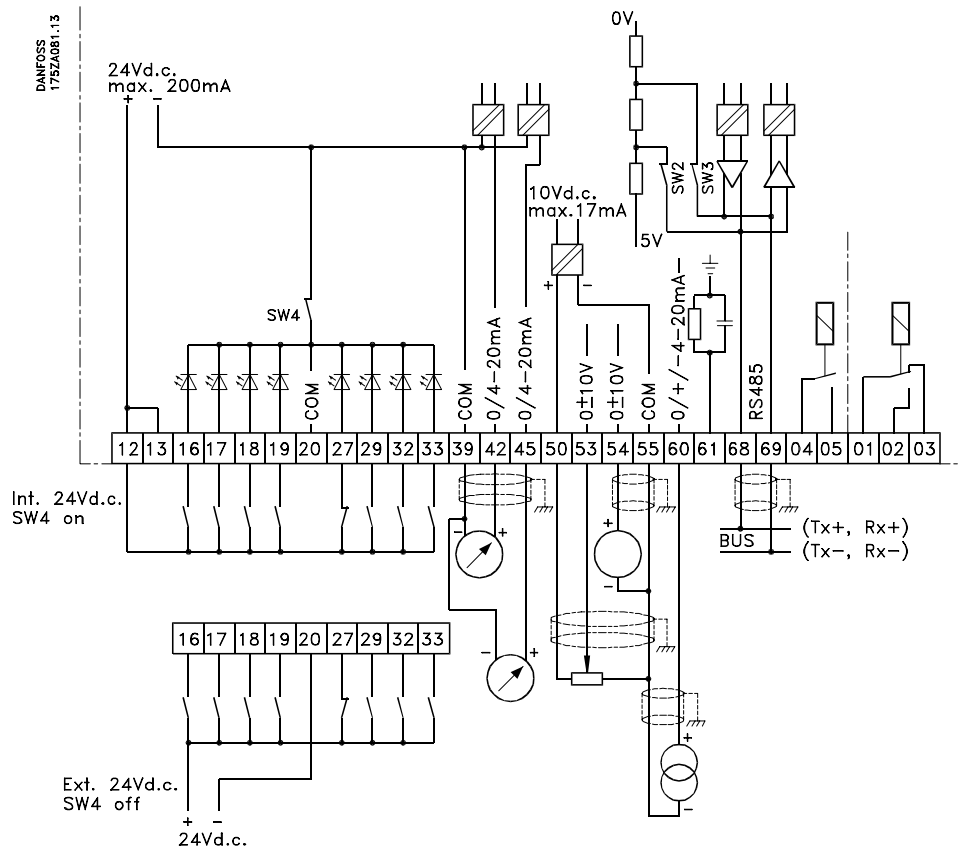 DANFOSS
175ZA081.13
24Vd.c.
max. 200mA
+ −
0V
SW2
SW3
5V
10Vd.c.
max.17mA
+ −
SW4
COM
COM
0/4−20mA
0/4−20mA
0±10V
0±10V
COM
0/+/−4−20mA
RS485
12 13 16 17 18 19 20 27 29 32 33 39 42 45 50 53 54 55 60 61 68 69 04 05 01 02 03
Int. 24Vd.c.
SW4 on
− +
+
−
BUS
(Tx+, Rx+)
(Tx−, Rx−)
16 17 18 19 20 27 29 32 33
− +
+
−
Ext. 24Vd.c.
SW4 off
+ −
24Vd.c.